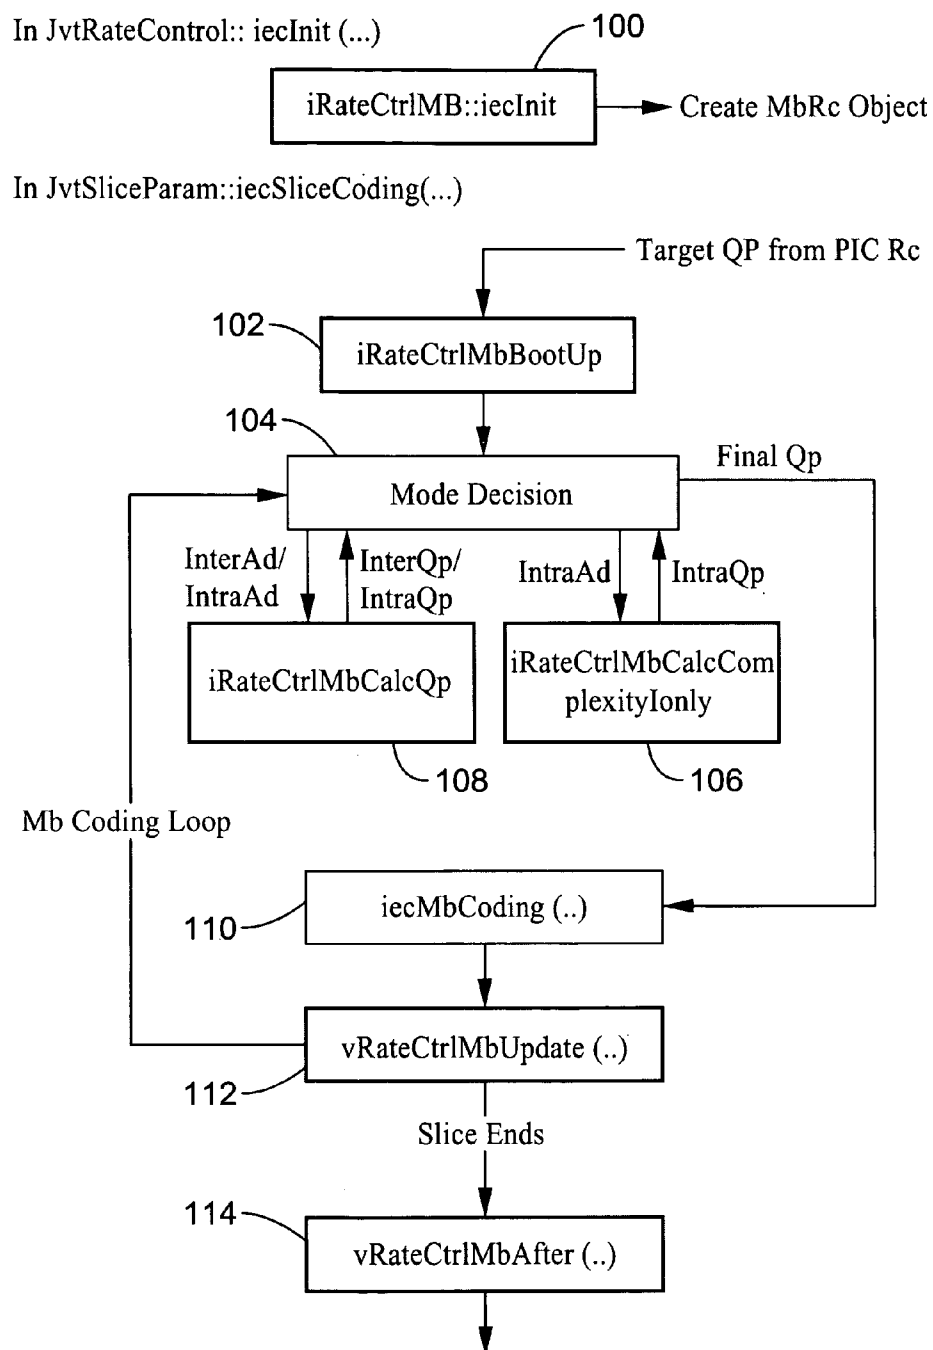 In JvtRateControl:: iecInit (...)
100
iRateCtrlMB::iecInit
Create MbRc Object
In JvtSliceParam::iecSliceCoding(...)
Target QP from PIC Rc
102
iRateCtrlMbBootUp
104
Final Qp
Mode Decision
InterAd/
IntraAd
InterQp/
IntraQp
IntraAd
IntraQp
iRateCtrlMbCalcQp
iRateCtrlMbCalcCom
plexityIonly
108
106
Mb Coding Loop
iecMbCoding (..)
110
vRateCtrlMbUpdate (..)
112
Slice Ends
114
vRateCtrlMbAfter (..)